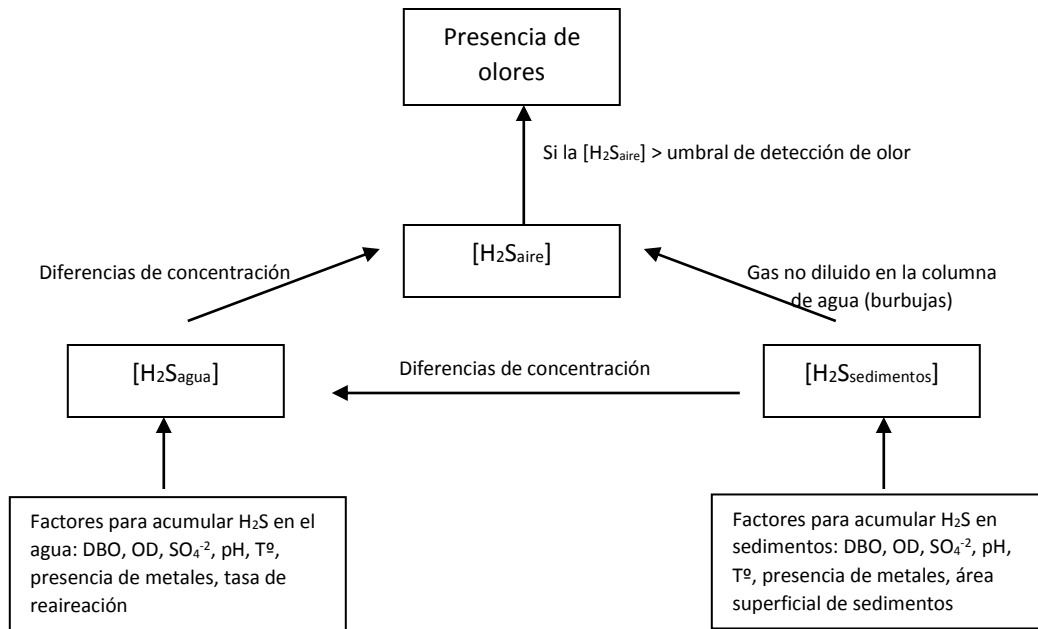 Presencia de
olores
Si la [H₂Saire] > umbral de detección de olor
[H₂Saire]
Diferencias de concentración
Gas no diluido en la columna
de agua (burbujas)
[H₂Sagua]
Diferencias de concentración
[H₂Ssedimentos]
Factores para acumular H₂S en el
agua: DBO, OD, SO₄⁻², pH, Tº,
presencia de metales, tasa de
reaireación
Factores para acumular H₂S en
sedimentos: DBO, OD, SO₄⁻², pH,
Tº, presencia de metales, área
superficial de sedimentos